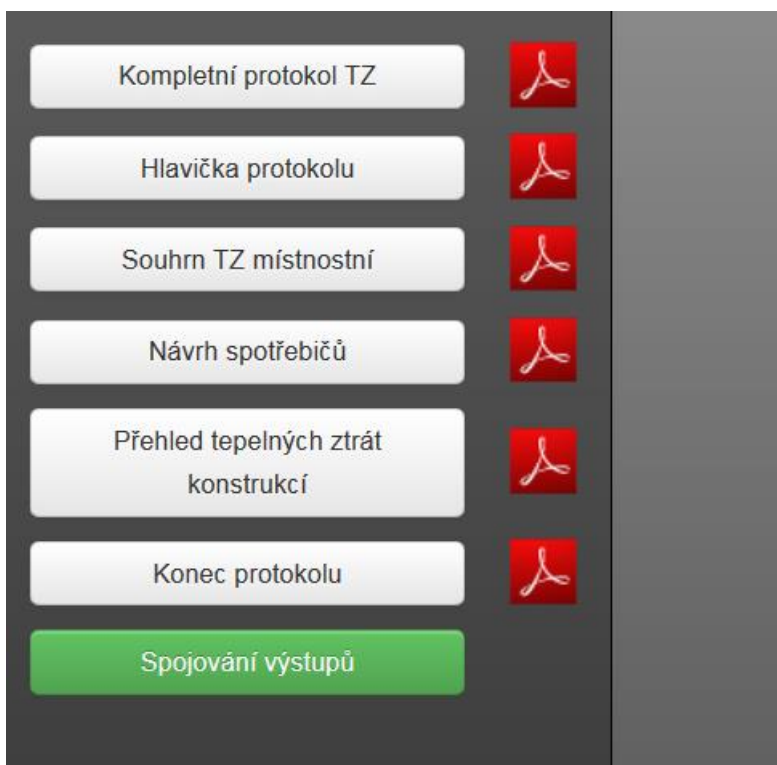 Kompletní protokol TZ
Hlavička protokolu
Souhrn TZ místnostní
Návrh spotřebičů
Přehled tepelných ztrát
konstrukcí
Konec protokolu
Spojování výstupů